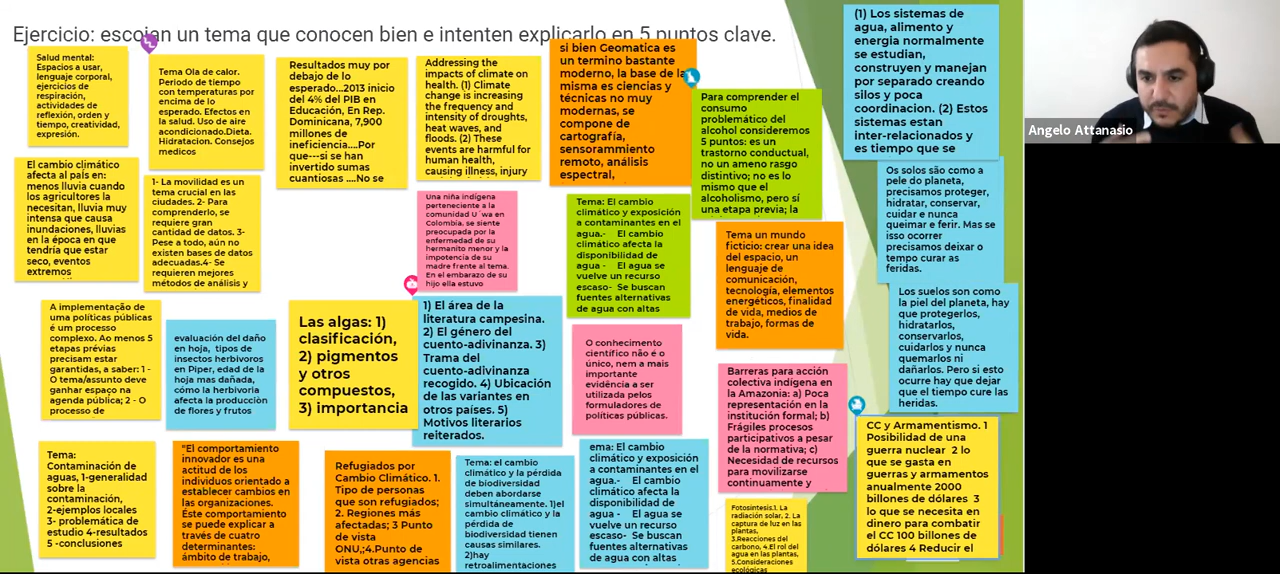 Ejercicio: escojan un tema que conocen bien e intenten explicarlo en 5 puntos clave.
Salud mental:
Espacios a usar,
lenguaje corporal,
ejercicios de
respiración,
actividades de
reflexión, orden y
tiempo, creatividad,
expresión.
Tema Ola de calor.
Periodo de tiempo
con temperaturas por
encima de lo
esperado. Efectos en
la salud. Uso de aire
acondicionado.Dieta.
Hidratacion. Consejos
medicos
Resultados muy por
debajo de lo
esperado...2013 inicio
del 4% del PIB en
Educación, En Rep.
Dominicana, 7,900
millones de
ineficiencia....Por
que---si se han
invertido sumas
cuantiosas ....No se
Addressing the
impacts of climate on
health. (1) Climate
change is increasing
the frequency and
intensity of droughts,
heat waves, and
floods. (2) These
events are harmful for
human health,
causing illness, injury
si bien Geomatica es
un termino bastante
moderno, la base de la
misma es ciencias y
técnicas no muy
modernas, se
compone de
cartografía,
sensorammiento
remoto, análisis
espectral,
Para comprender el
consumo
problemático del
alcohol consideremos
5 puntos: es un
trastorno conductual,
no un ameno rasgo
distintivo; no es lo
mismo que el
alcoholismo, pero sí
una etapa previa; la
(1) Los sistemas de
agua, alimento y
energia normalmente
se estudian,
construyen y manejan
por separado creando
silos y poca
coordinacion. (2) Estos
sistemas estan
inter-relacionados y
es tiempo que se
Angelo Attanasio
El cambio climático
afecta al país en:
menos lluvia cuando
los agricultores la
necesitan, lluvia muy
intensa que causa
inundaciones, lluvias
en la época en que
tendría que estar
seco, eventos
extremos
1- La movilidad es un
tema crucial en las
ciudades. 2- Para
comprenderlo, se
requiere gran
cantidad de datos. 3-
Pese a todo, aún no
existen bases de datos
adecuadas.4- Se
requieren mejores
métodos de análisis y
Una niña indígena
perteneciente a la
comunidad U´wa en
Colombia, se siente
preocupada por la
enfermedad de su
hermanito menor y la
impotencia de su
madre frente al tema.
En el embarazo de su
hijo ella estuvo
Tema: El cambio
climático y exposición
a contaminantes en el
agua.- El cambio
climático afecta la
disponibilidad de
agua - El agua se
vuelve un recurso
escaso- Se buscan
fuentes alternativas
de agua con altas
Tema un mundo
ficticio: crear una idea
del espacio, un
lenguaje de
comunicación,
tecnología, elementos
energéticos, finalidad
de vida, medios de
trabajo, formas de
vida.
Os solos são como a
pele do planeta,
precisamos proteger,
hidratar, conservar,
cuidar e nunca
queimar e ferir. Mas se
isso ocorrer
precisamos deixar o
tempo curar as
feridas.
A implementação de
uma políticas públicas
é um processo
complexo. Ao menos 5
etapas prévias
precisam estar
garantidas, a saber: 1 -
O tema/assunto deve
ganhar espaço na
agenda pública; 2 - O
processo de
evaluación del daño
en hoja, tipos de
insectos herbivoros
en Piper, edad de la
hoja mas dañada,
cómo la herbivoria
afecta la producciòn
de flores y frutos
Las algas: 1)
clasificación,
2) pigmentos
y otros
compuestos,
3) importancia
1) El área de la
literatura campesina.
2) El género del
cuento-adivinanza. 3)
Trama del
cuento-adivinanza
recogido. 4) Ubicación
de las variantes en
otros países. 5)
Motivos literarios
reiterados.
O conhecimento
científico não é o
único, nem a mais
importante
evidência a ser
utilizada pelos
formuladores de
políticas públicas.
Barreras para acción
colectiva indígena en
la Amazonia: a) Poca
representación en la
institución formal; b)
Frágiles procesos
participativos a pesar
de la normativa; c)
Necesidad de recursos
para movilizarse
continuamente y
Los suelos son como
la piel del planeta, hay
que protegerlos,
hidratarlos,
conservarlos,
cuidarlos y nunca
quemarlos ni
dañarlos. Pero si esto
ocurre hay que dejar
que el tiempo cure las
heridas.
Tema:
Contaminación de
aguas, 1-generalidad
sobre la
contaminación,
2-ejemplos locales
3- problemática de
estudio 4-resultados
5 -conclusiones
"El comportamiento
innovador es una
actitud de los
individuos orientado a
establecer cambios en
las organizaciones.
Éste comportamiento
se puede explicar a
través de cuatro
determinantes:
ámbito de trabajo,
Refugiados por
Cambio Climático. 1.
Tipo de personas
que son refugiados;
2. Regiones más
afectadas; 3 Punto
de vista
ONU,;4.Punto de
vista otras agencias
Tema: el cambio
climático y la pérdida
de biodiversidad
deben abordarse
simultánemente. 1)el
cambio climático y la
pérdida de
biodiversidad tienen
causas similares.
2)hay
retroalimentaciones
ema: El cambio
climático y exposición
a contaminantes en el
agua.- El cambio
climático afecta la
disponibilidad de
agua - El agua se
vuelve un recurso
escaso- Se buscan
fuentes alternativas
de agua con altas
Fotosintesis.1. La
radiación solar, 2. La
captura de luz en las
plantas,
3.Reacciones del
carbono, 4.El rol del
agua en las plantas,
5.Consideraciones
ecológicas
CC y Armamentismo. 1
Posibilidad de una
guerra nuclear 2 lo
que se gasta en
guerras y armamentos
anualmente 2000
billones de dólares 3
lo que se necesita en
dinero para combatir
el CC 100 billones de
dólares 4 Reducir el